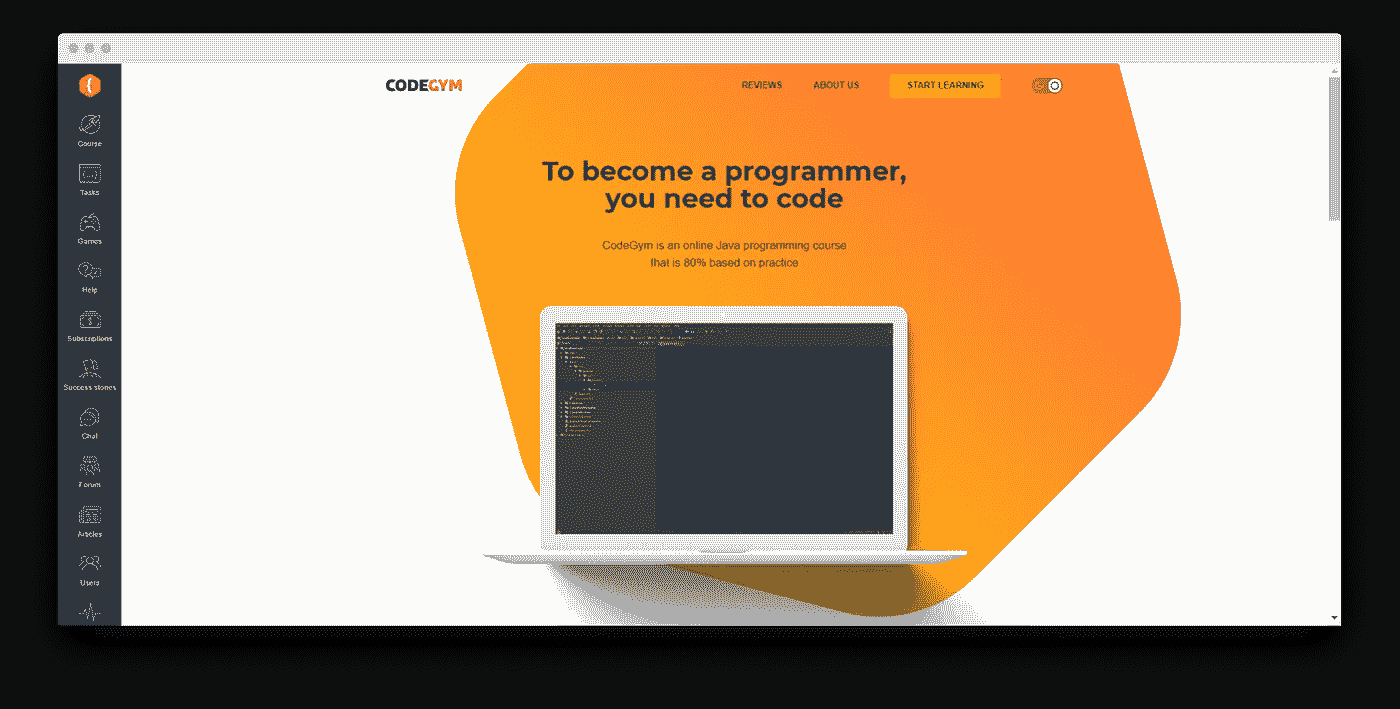 CODEGYM
REVIEWS
ABOUT US
START LEARNING
Course
Tasks
Games
Help
Subscriptions
Success stories
Chat
Forum
Articles
Users
To become a programmer,
you need to code
CodeGym is an online Java programming course
that is 80% based on practice